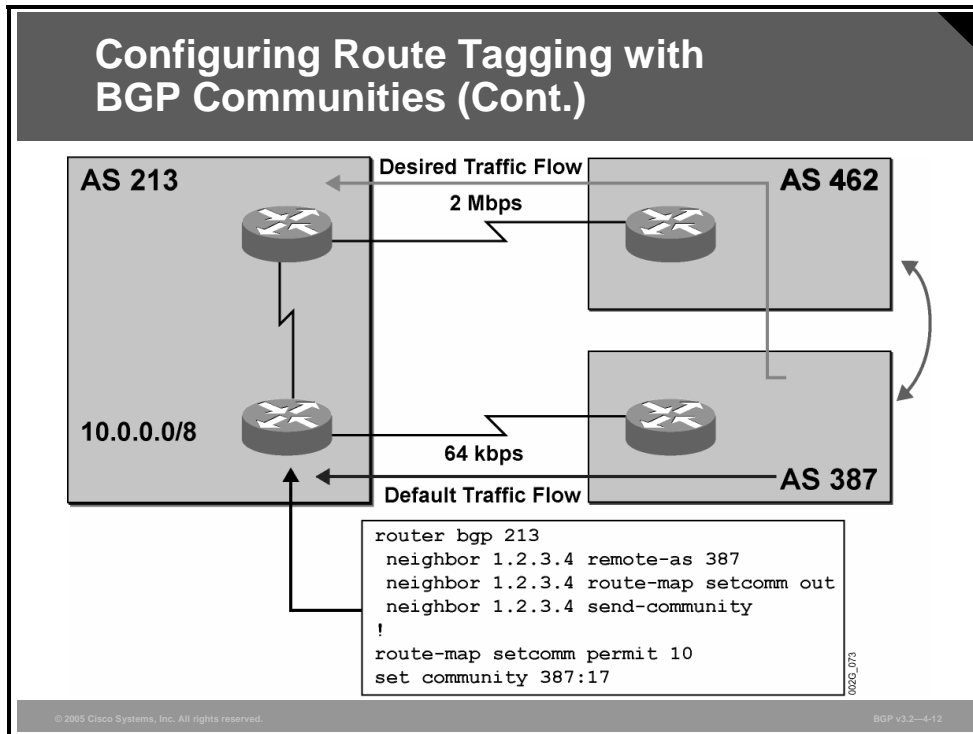 Configuring Route Tagging with
BGP Communities (Cont.)
AS 213
Desired Traffic Flow
AS 462
2 Mbps
10.0.0.0/8
64 kbps
AS 387
Default Traffic Flow
router bgp 213
neighbor 1.2.3.4 remote-as 387
neighbor 1.2.3.4 route-map setcomm out
neighbor 1.2.3.4 send-community
!
route-map setcomm permit 10
set community 387:17
002G_073
© 2005 Cisco Systems, Inc. All rights reserved.
BGP v3.2—4-12